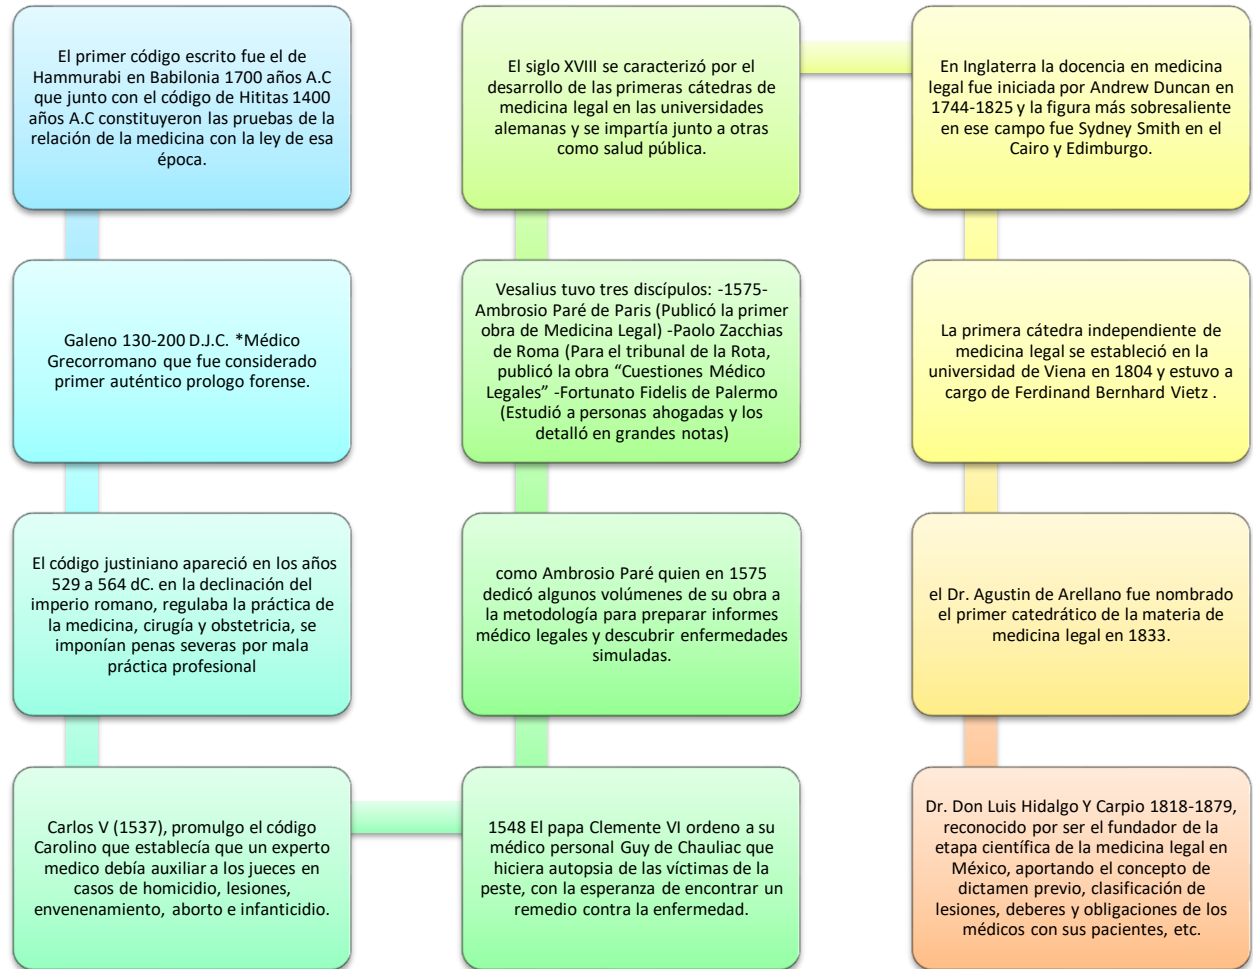 El primer código escrito fue el de
Hammurabi en Babilonia 1700 años A.C
que junto con el código de Hititas 1400
años A.C constituyeron las pruebas de la
relación de la medicina con la ley de esa
época.
Galeno 130-200 D.J.C. *Médico
Grecorromano que fue considerado
primer auténtico prologo forense.
El código justiniano apareció en los años
529 a 564 dC. en la declinación del
imperio romano, regulaba la práctica de
la medicina, cirugía y obstetricia, se
imponían penas severas por mala
práctica profesional
Carlos V (1537), promulgo el código
Carolino que establecía que un experto
medico debía auxiliar a los jueces en
casos de homicidio, lesiones,
envenenamiento, aborto e infanticidio.
1548 El papa Clemente VI ordeno a su
médico personal Guy de Chauliac que
hiciera autopsia de las víctimas de la
peste, con la esperanza de encontrar un
remedio contra la enfermedad.
como Ambrosio Paré quien en 1575
dedicó algunos volúmenes de su obra a
la metodología para preparar informes
médico legales y descubrir enfermedades
simuladas.
Vesalius tuvo tres discípulos: -1575-
Ambrosio Paré de Paris (Publicó la primer
obra de Medicina Legal) -Paolo Zacchias
de Roma (Para el tribunal de la Rota,
publicó la obra “Cuestiones Médico
Legales” -Fortunato Fidelis de Palermo
(Estudió a personas ahogadas y los
detalló en grandes notas)
El siglo XVIII se caracterizó por el
desarrollo de las primeras cátedras de
medicina legal en las universidades
alemanas y se impartía junto a otras
como salud pública.
En Inglaterra la docencia en medicina
legal fue iniciada por Andrew Duncan en
1744-1825 y la figura más sobresaliente
en ese campo fue Sydney Smith en el
Cairo y Edimburgo.
La primera cátedra independiente de
medicina legal se estableció en la
universidad de Viena en 1804 y estuvo a
cargo de Ferdinand Bernhard Vietz .
el Dr. Agustin de Arellano fue nombrado
el primer catedrático de la materia de
medicina legal en 1833.
Dr. Don Luis Hidalgo Y Carpio 1818-1879,
reconocido por ser el fundador de la
etapa científica de la medicina legal en
México, aportando el concepto de
dictamen previo, clasificación de
lesiones, deberes y obligaciones de los
médicos con sus pacientes, etc.